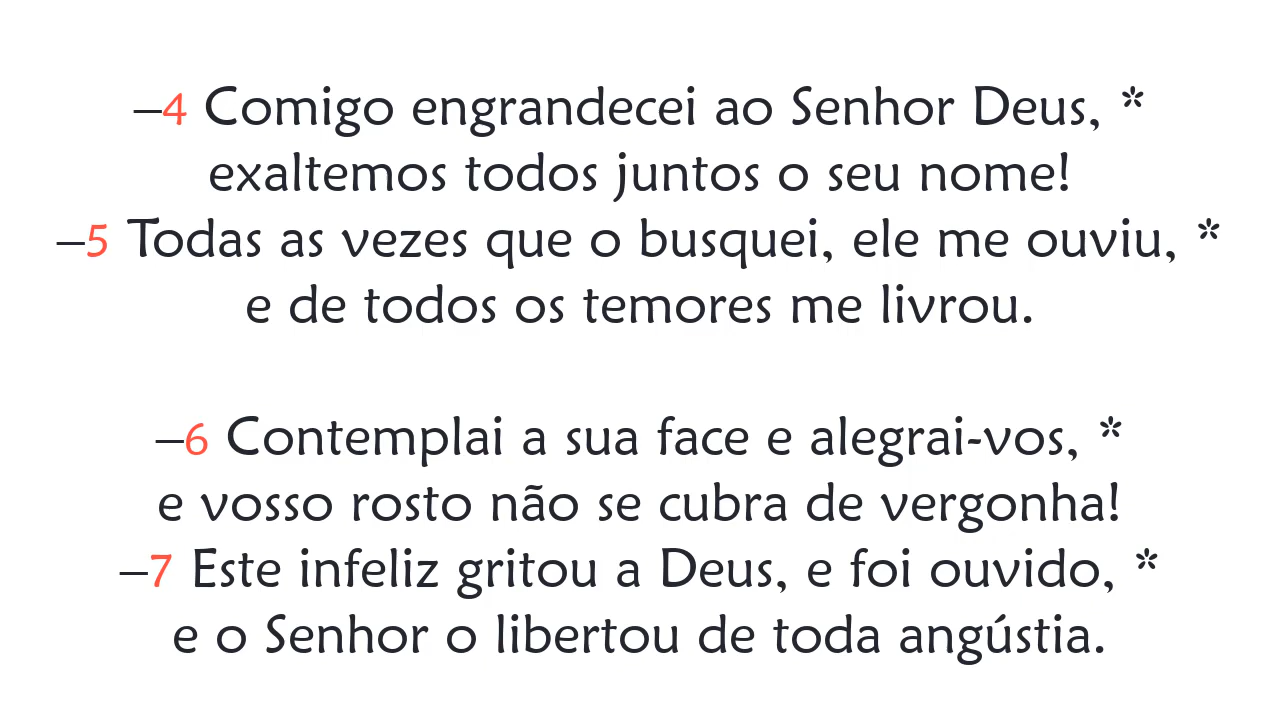 –4 Comigo engrandecei ao Senhor Deus, *
exaltemos todos juntos o seu nome!
–5 Todas as vezes que o busquei, ele me ouviu, *
e de todos os temores me livrou.
–6 Contemplai a sua face e alegrai-vos, *
e vosso rosto não se cubra de vergonha!
–7 Este infeliz gritou a Deus, e foi ouvido, *
e o Senhor o libertou de toda angústia.